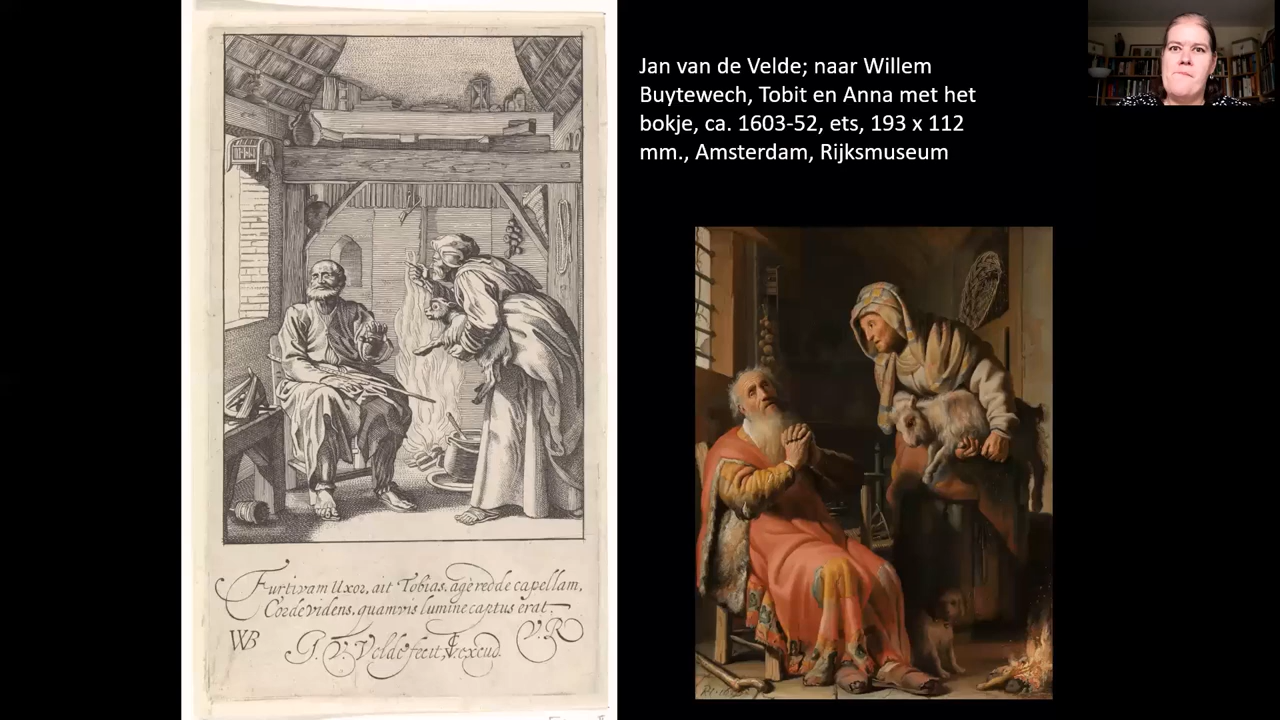 Jan van de Velde; naar Willem
Buytewech, Tobit en Anna met het
bokje, ca. 1603-52, ets, 193 x 112
mm., Amsterdam, Rijksmuseum
Furtivam Uxor, ait Tobias, age redde capellam,
Corde videns, quamvis lumine captus erat.
WB
G. V. Velde fecit, et excud.
V. R